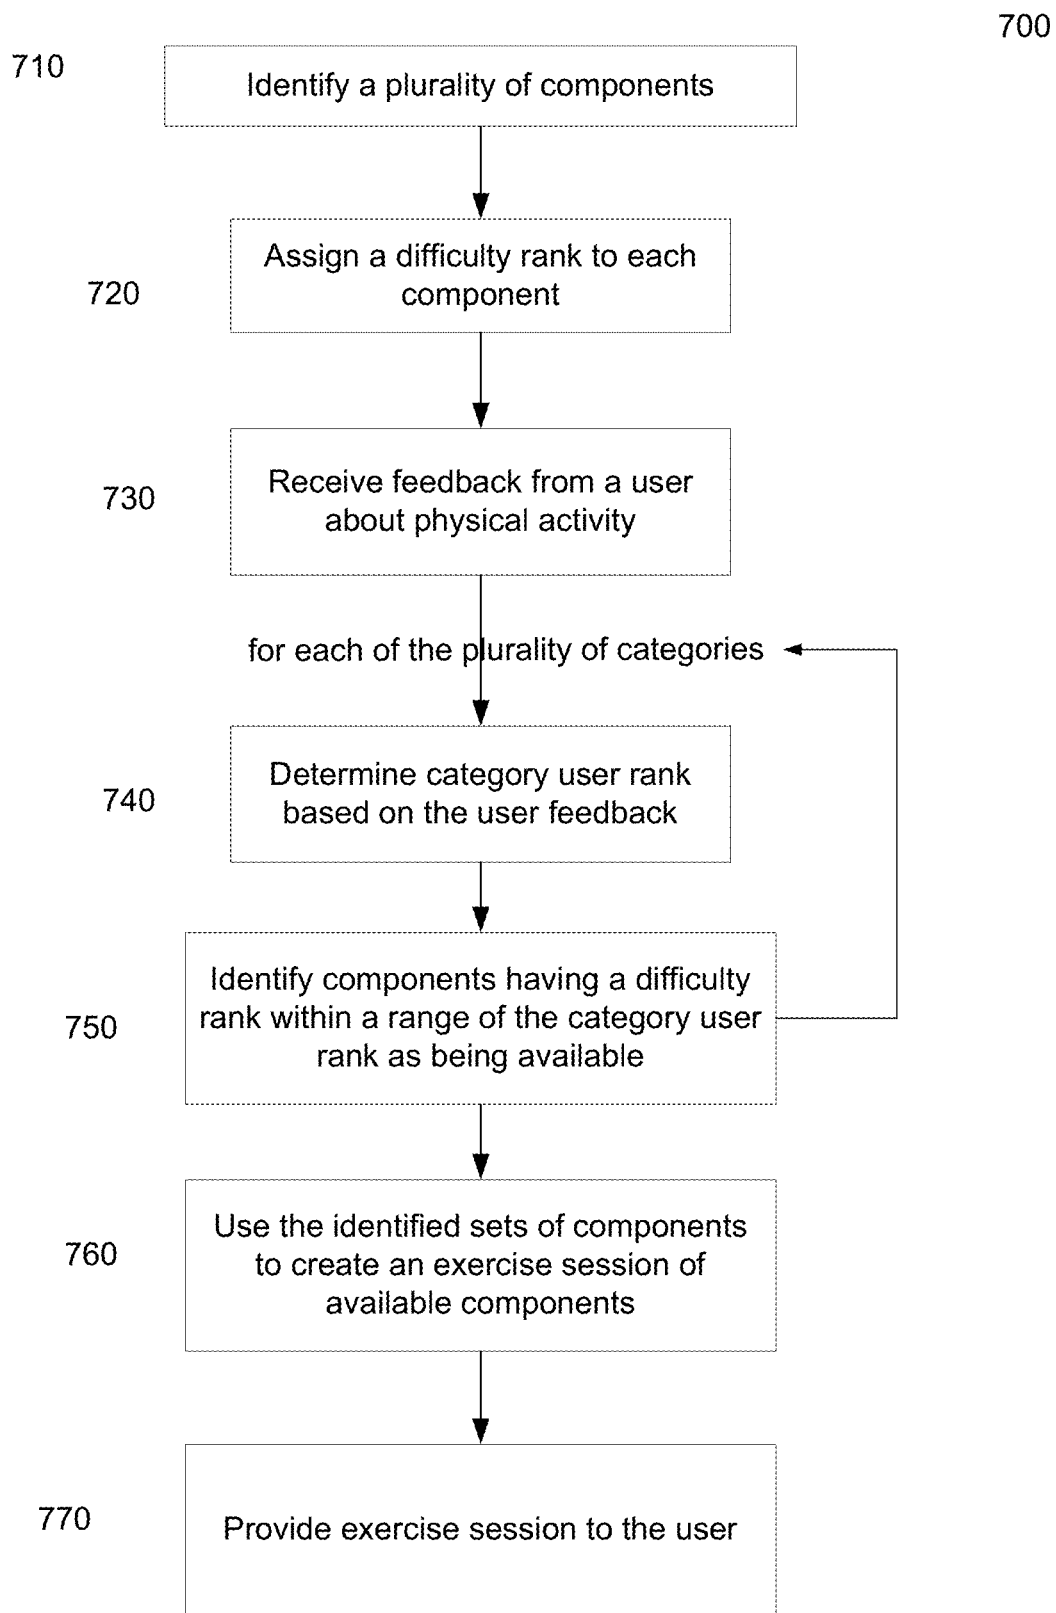 700
710
Identify a plurality of components
720
Assign a difficulty rank to each
component
730
Receive feedback from a user
about physical activity
for each of the plurality of categories
740
Determine category user rank
based on the user feedback
750
Identify components having a difficulty
rank within a range of the category user
rank as being available
760
Use the identified sets of components
to create an exercise session of
available components
770
Provide exercise session to the user